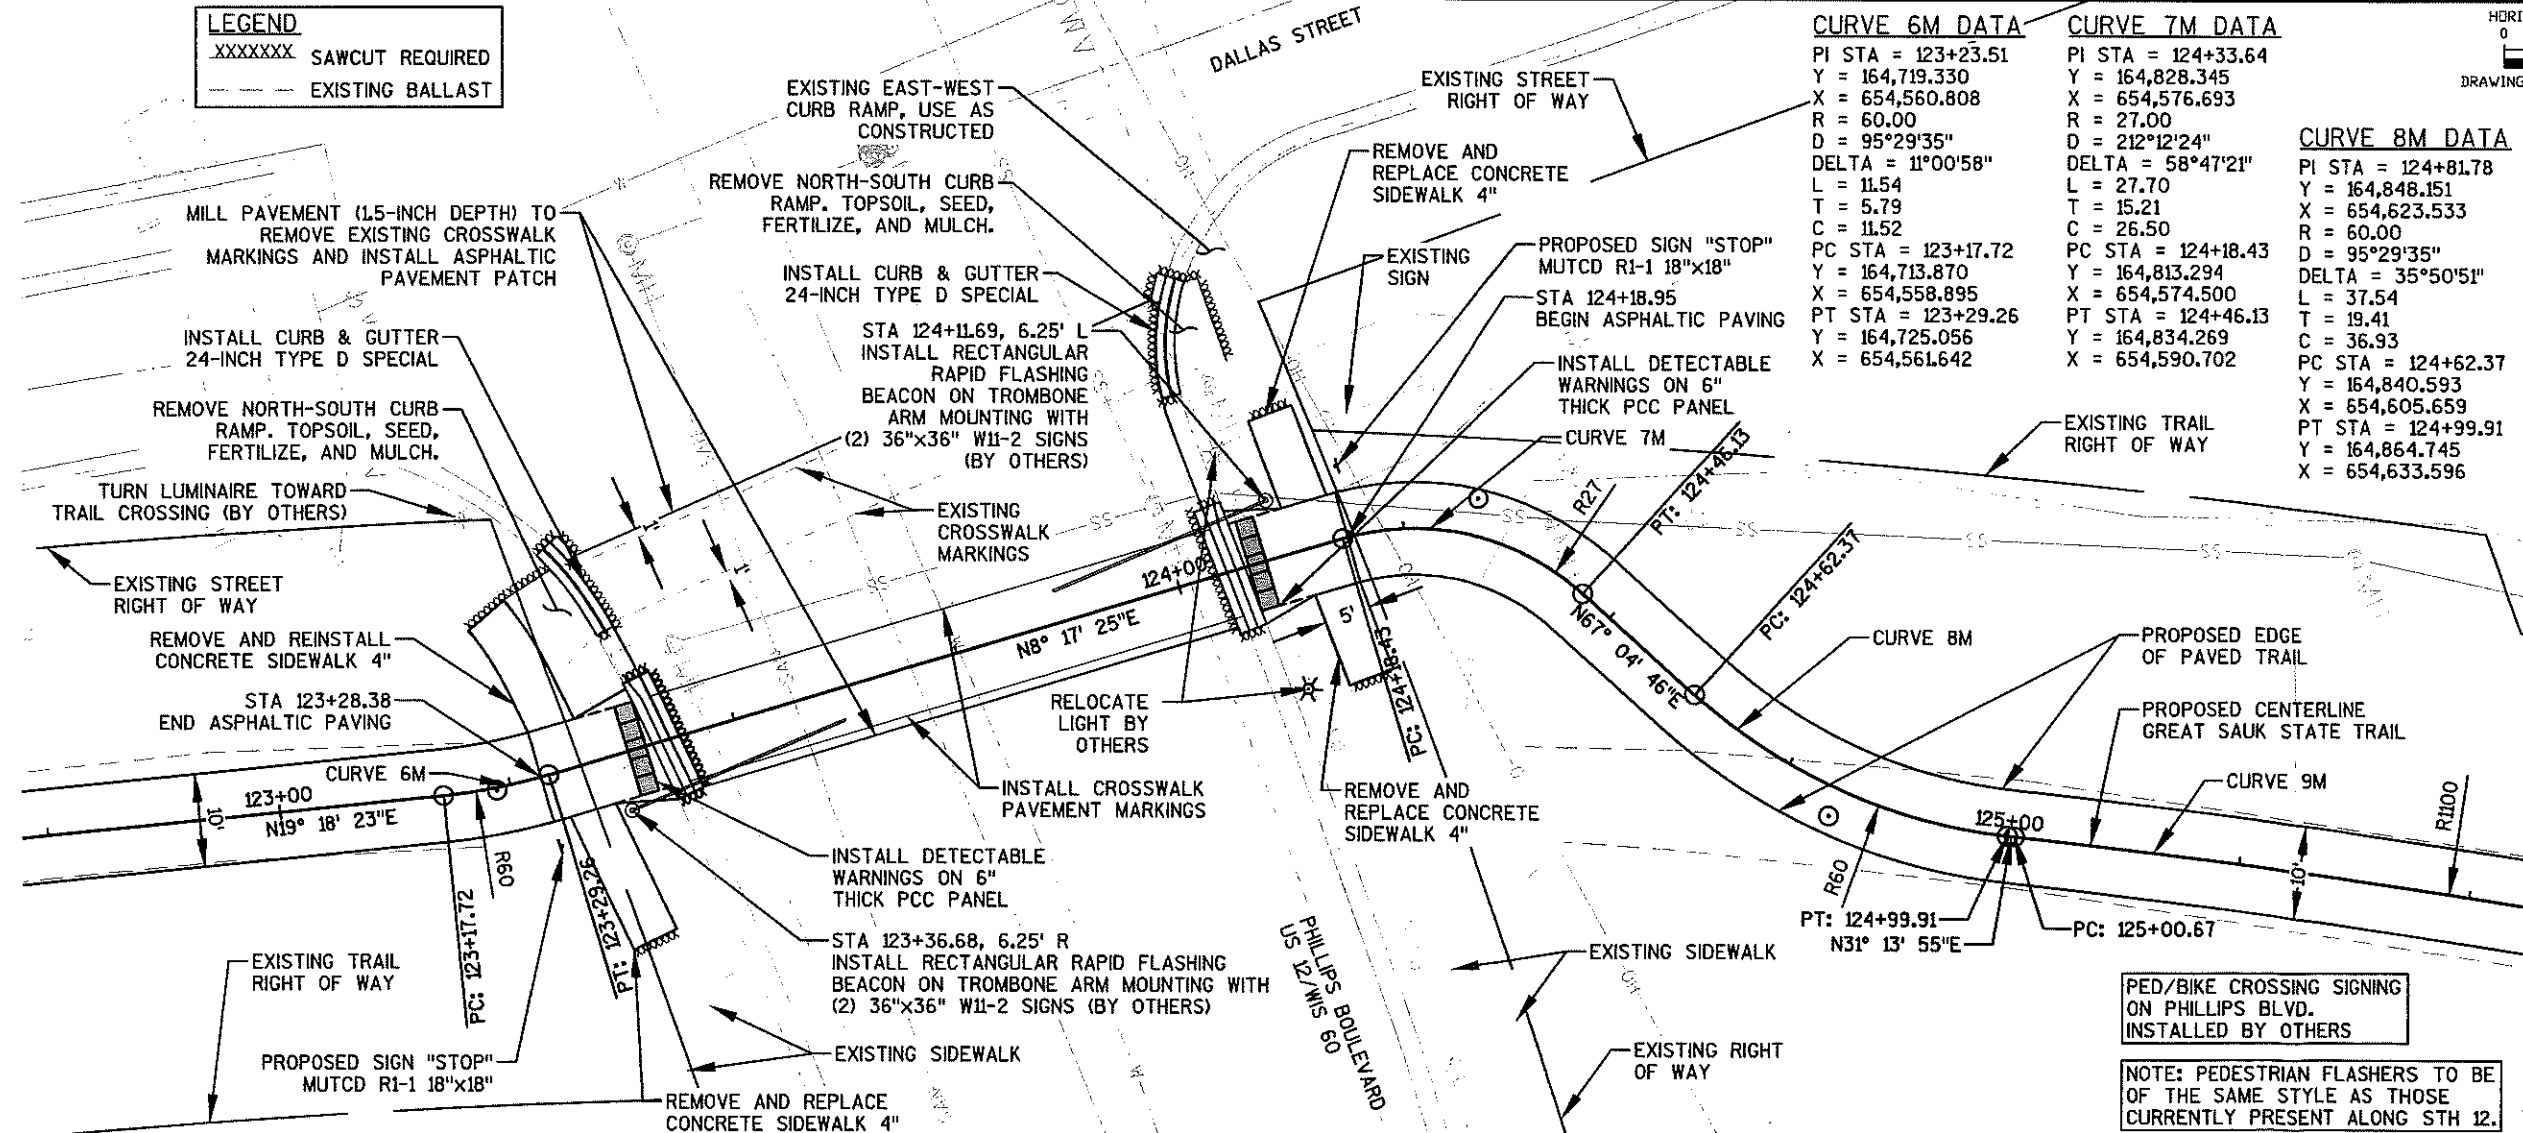 LEGEND
XXXXXXX SAWCUT REQUIRED
EXISTING BALLAST
DALLAS STREET
EXISTING EAST-WEST
CURB RAMP, USE AS
CONSTRUCTED
REMOVE NORTH-SOUTH CURB
RAMP. TOPSOIL, SEED,
FERTILIZE, AND MULCH.
INSTALL CURB & GUTTER
24-INCH TYPE D SPECIAL
STA 124+11.69, 6.25' L
INSTALL RECTANGULAR
RAPID FLASHING
BEACON ON TROMBONE
ARM MOUNTING WITH
(2) 36"x36" W11-2 SIGNS
(BY OTHERS)
MILL PAVEMENT (1.5-INCH DEPTH) TO
REMOVE EXISTING CROSSWALK
MARKINGS AND INSTALL ASPHALTIC
PAVEMENT PATCH
INSTALL CURB & GUTTER
24-INCH TYPE D SPECIAL
REMOVE NORTH-SOUTH CURB
RAMP. TOPSOIL, SEED,
FERTILIZE, AND MULCH.
TURN LUMINAIRE TOWARD
TRAIL CROSSING (BY OTHERS)
EXISTING STREET
RIGHT OF WAY
REMOVE AND REINSTALL
CONCRETE SIDEWALK 4"
STA 123+28.38
END ASPHALTIC PAVING
CURVE 6M
123+00
N19° 18' 23"E
10'
R60
PC: 123+17.72
PT: 123+29.26
EXISTING TRAIL
RIGHT OF WAY
PROPOSED SIGN "STOP"
MUTCD R1-1 18"x18"
REMOVE AND REPLACE
CONCRETE SIDEWALK 4"
EXISTING SIDEWALK
STA 123+36.68, 6.25' R
INSTALL RECTANGULAR RAPID FLASHING
BEACON ON TROMBONE ARM MOUNTING WITH
(2) 36"x36" W11-2 SIGNS (BY OTHERS)
INSTALL DETECTABLE
WARNINGS ON 6"
THICK PCC PANEL
INSTALL CROSSWALK
PAVEMENT MARKINGS
EXISTING
CROSSWALK
MARKINGS
1'
1'
N8° 17' 25"E
124+00
RELOCATE
LIGHT BY
OTHERS
5'
PC: 124+18.43
REMOVE AND
REPLACE CONCRETE
SIDEWALK 4"
PHILLIPS BOULEVARD
US 12/WIS 60
EXISTING STREET
RIGHT OF WAY
REMOVE AND
REPLACE CONCRETE
SIDEWALK 4"
EXISTING
SIGN
PROPOSED SIGN "STOP"
MUTCD R1-1 18"x18"
STA 124+18.95
BEGIN ASPHALTIC PAVING
INSTALL DETECTABLE
WARNINGS ON 6"
THICK PCC PANEL
CURVE 7M
R27
PT: 124+46.13
N67° 04' 46"E
PC: 124+62.37
CURVE 8M
EXISTING TRAIL
RIGHT OF WAY
PROPOSED EDGE
OF PAVED TRAIL
PROPOSED CENTERLINE
GREAT SAUK STATE TRAIL
CURVE 9M
R1100
R60
125+00
10'
PT: 124+99.91
N31° 13' 55"E
PC: 125+00.67
EXISTING SIDEWALK
EXISTING RIGHT
OF WAY
CURVE 6M DATA
PI STA = 123+23.51
Y = 164,719.330
X = 654,560.808
R = 60.00
D = 95°29'35"
DELTA = 11°00'58"
L = 11.54
T = 5.79
C = 11.52
PC STA = 123+17.72
Y = 164,713.870
X = 654,558.895
PT STA = 123+29.26
Y = 164,725.056
X = 654,561.642
CURVE 7M DATA
PI STA = 124+33.64
Y = 164,828.345
X = 654,576.693
R = 27.00
D = 212°12'24"
DELTA = 58°47'21"
L = 27.70
T = 15.21
C = 26.50
PC STA = 124+18.43
Y = 164,813.294
X = 654,574.500
PT STA = 124+46.13
Y = 164,834.269
X = 654,590.702
CURVE 8M DATA
PI STA = 124+81.78
Y = 164,848.151
X = 654,623.533
R = 60.00
D = 95°29'35"
DELTA = 35°50'51"
L = 37.54
T = 19.41
C = 36.93
PC STA = 124+62.37
Y = 164,840.593
X = 654,605.659
PT STA = 124+99.91
Y = 164,864.745
X = 654,633.596
0
DRAWING
PED/BIKE CROSSING SIGNING
ON PHILLIPS BLVD.
INSTALLED BY OTHERS
NOTE: PEDESTRIAN FLASHERS TO BE
OF THE SAME STYLE AS THOSE
CURRENTLY PRESENT ALONG STH 12.